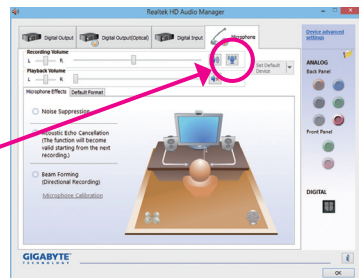 Realtek HD Audio Manager
Digital Output
Digital Output(Optical)
Digital Input
Microphone
Device advanced
settings
Recording Volume
L
R
Set Default
Device
Playback Volume
L
R
ANALOG
Back Panel
Microphone Effects
Default Format
Noise Suppression
Acoustic Echo Cancellation
(The function will become
valid starting from the next
recording.)
Front Panel
Beam Forming
(Directional Recording)
Microphone Calibration
DIGITAL
GIGABYTE
TECHNOLOGY
i
OK